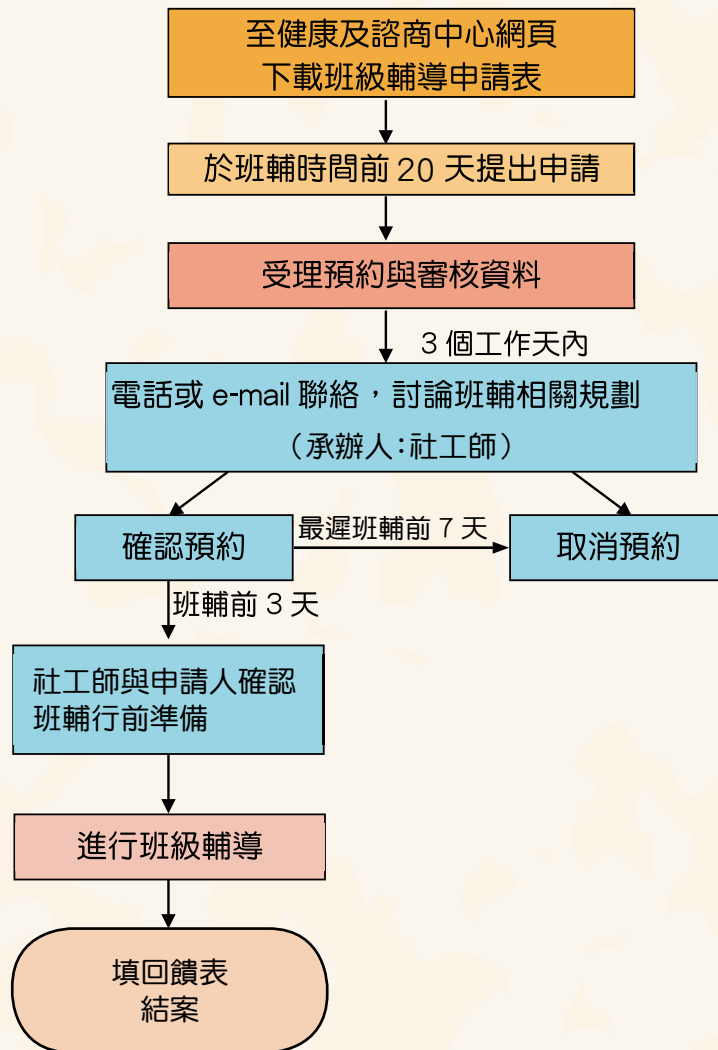 至健康及諮商中心網頁
下載班級輔導申請表
於班輔時間前 20 天提出申請
受理預約與審核資料
3 個工作天內
電話或 e-mail 聯絡，討論班輔相關規劃
（承辦人:社工師）
確認預約
最遲班輔前 7 天
取消預約
班輔前 3 天
社工師與申請人確認
班輔行前準備
進行班級輔導
填回饋表
結案